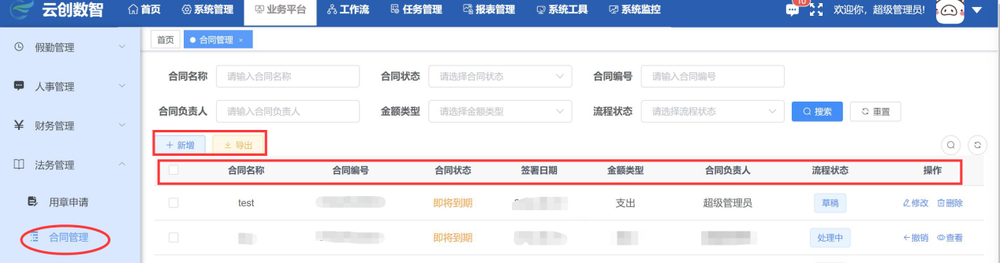 云创数智 首页 系统管理 业务平台 工作流 任务管理 报表管理 系统工具 系统监控 10 欢迎你, 超级管理员!
首页 合同管理 ×
假勤管理
人事管理
财务管理
法务管理
用章申请
合同管理
合同名称 请输入合同名称 合同状态 请选择合同状态 合同编号 请输入合同编号
合同负责人 请输入合同负责人 金额类型 请选择金额类型 流程状态 请选择流程状态 搜索 重置
+ 新增 导出
合同名称 合同编号 合同状态 签署日期 金额类型 合同负责人 流程状态 操作
test 即将到期 支出 超级管理员 草稿 修改 删除
即将到期 处理中 撤销 查看